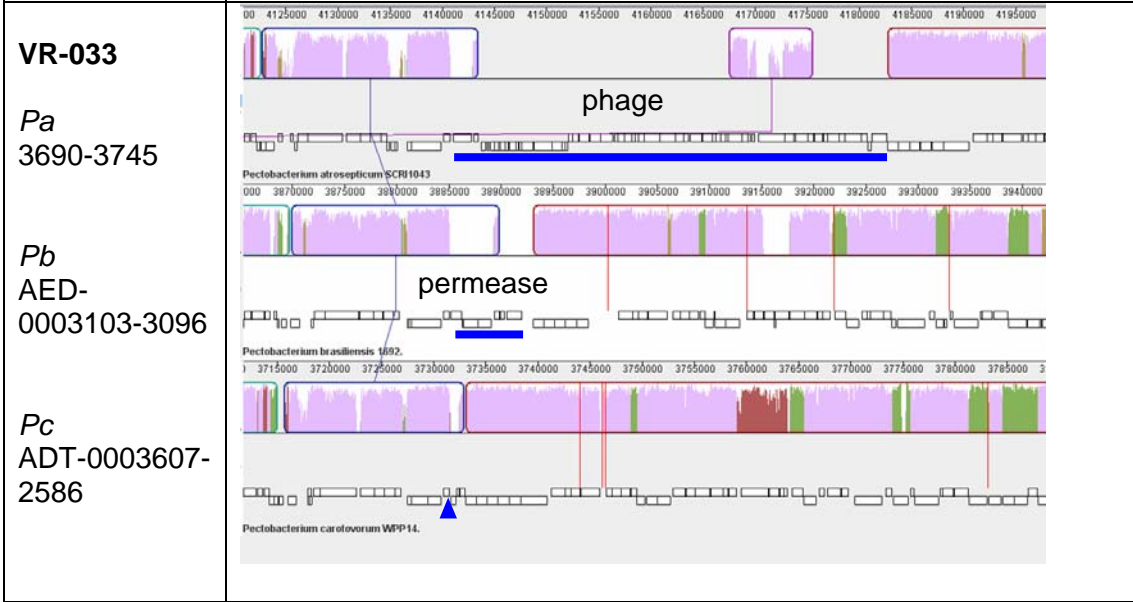 VR-033
Pa
3690-3745
Pb
AED-
0003103-3096
Pc
ADT-0003607-
2586
00 4125000 4130000 4135000 4140000 4145000 4150000 4155000 4160000 4165000 4170000 4175000 4180000 4185000 4190000 4195000
phage
Pectobacterium atrosepticum SCRI1043
000 3870000 3875000 3880000 3885000 3890000 3895000 3900000 3905000 3910000 3915000 3920000 3925000 3930000 3935000 3940000
permease
Pectobacterium brasiliensis 1692.
3715000 3720000 3725000 3730000 3735000 3740000 3745000 3750000 3755000 3760000 3765000 3770000 3775000 3780000 3785000 3
Pectobacterium carotovorum WPP14.